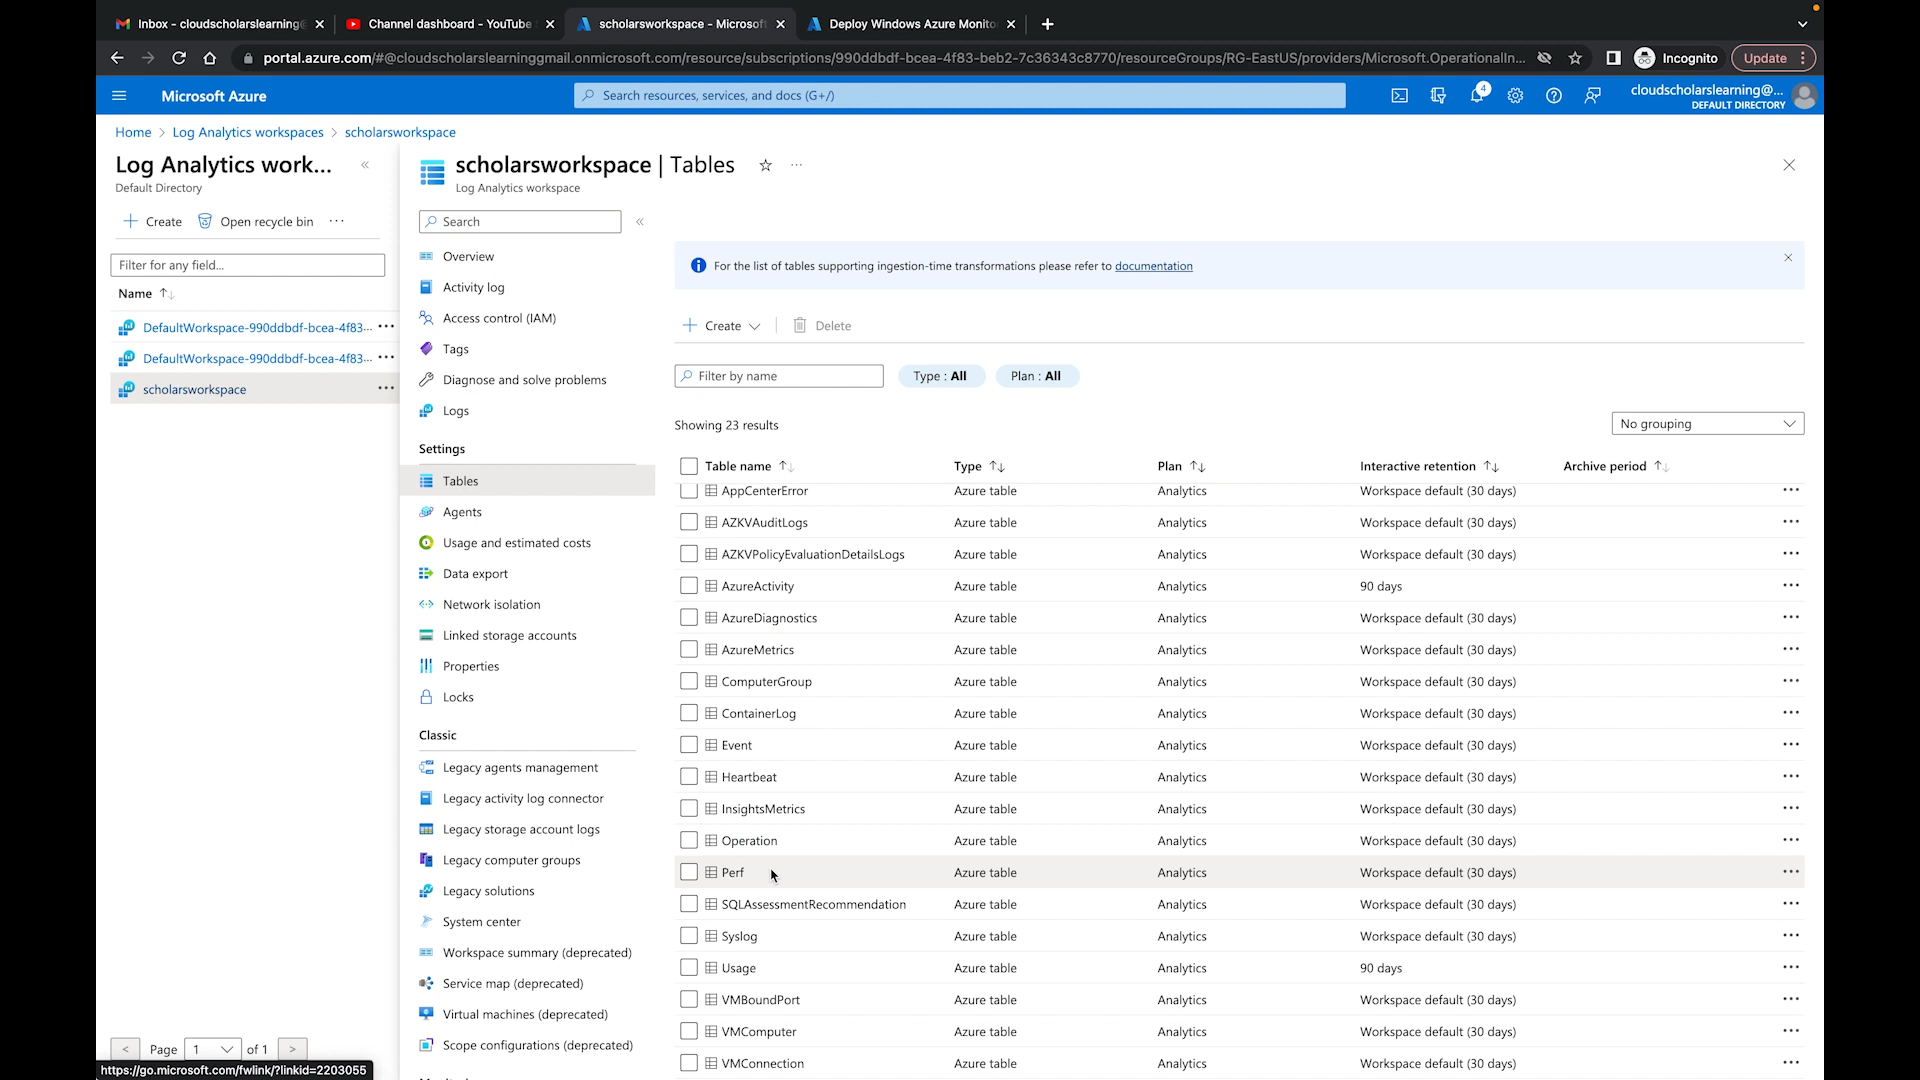 Inbox - cloudscholarslearning@
Channel dashboard - YouTube
scholarsworkspace - Microsoft
Deploy Windows Azure Monito
portal.azure.com/#@cloudscholarslearninggmail.onmicrosoft.com/resource/subscriptions/990ddbdf-bcea-4f83-beb2-7c36343c8770/resourceGroups/RG-EastUS/providers/Microsoft.OperationalIn...
Incognito
Update
Microsoft Azure
Search resources, services, and docs (G+/)
4
cloudscholarslearning@...
DEFAULT DIRECTORY
Home > Log Analytics workspaces > scholarsworkspace
Log Analytics work...
Default Directory
Create
Open recycle bin
Filter for any field...
Name
DefaultWorkspace-990ddbdf-bcea-4f83-...
DefaultWorkspace-990ddbdf-bcea-4f83-...
scholarsworkspace
< Page 1 of 1 >
https://go.microsoft.com/fwlink/?linkid=2203055
scholarsworkspace | Tables
Log Analytics workspace
Search
Overview
Activity log
Access control (IAM)
Tags
Diagnose and solve problems
Logs
Settings
Tables
Agents
Usage and estimated costs
Data export
Network isolation
Linked storage accounts
Properties
Locks
Classic
Legacy agents management
Legacy activity log connector
Legacy storage account logs
Legacy computer groups
Legacy solutions
System center
Workspace summary (deprecated)
Service map (deprecated)
Virtual machines (deprecated)
Scope configurations (deprecated)
For the list of tables supporting ingestion-time transformations please refer to documentation
Create
Delete
Filter by name
Type : All
Plan : All
Showing 23 results
No grouping
Table name Type Plan Interactive retention Archive period
AppCenterError Azure table Analytics Workspace default (30 days)
AZKVAuditLogs Azure table Analytics Workspace default (30 days)
AZKVPolicyEvaluationDetailsLogs Azure table Analytics Workspace default (30 days)
AzureActivity Azure table Analytics 90 days
AzureDiagnostics Azure table Analytics Workspace default (30 days)
AzureMetrics Azure table Analytics Workspace default (30 days)
ComputerGroup Azure table Analytics Workspace default (30 days)
ContainerLog Azure table Analytics Workspace default (30 days)
Event Azure table Analytics Workspace default (30 days)
Heartbeat Azure table Analytics Workspace default (30 days)
InsightsMetrics Azure table Analytics Workspace default (30 days)
Operation Azure table Analytics Workspace default (30 days)
Perf Azure table Analytics Workspace default (30 days)
SQLAssessmentRecommendation Azure table Analytics Workspace default (30 days)
Syslog Azure table Analytics Workspace default (30 days)
Usage Azure table Analytics 90 days
VMBoundPort Azure table Analytics Workspace default (30 days)
VMComputer Azure table Analytics Workspace default (30 days)
VMConnection Azure table Analytics Workspace default (30 days)